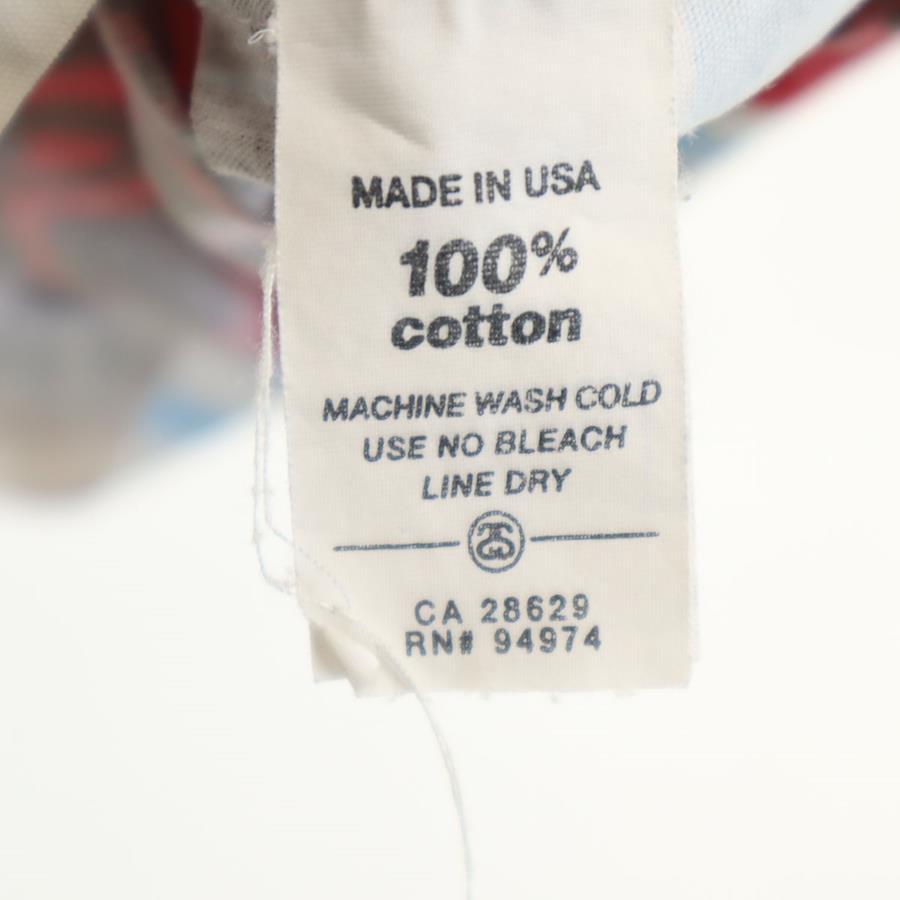 MADE IN USA
100%
cotton
MACHINE WASH COLD
USE NO BLEACH
LINE DRY
CA 28629
RN# 94974